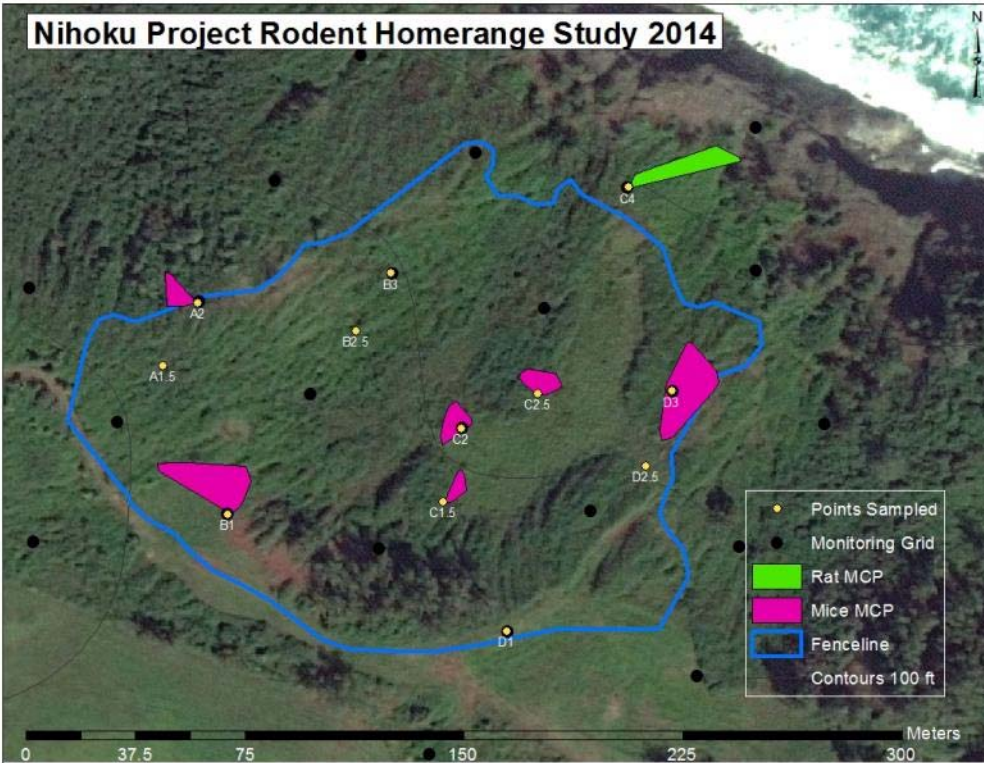 Nihoku Project Rodent Homerange Study 2014
N
C4
B3
A2
B2.5
A1.5
C2.5
D3
C2
D2.5
C1.5
B1
D1
Points Sampled
Monitoring Grid
Rat MCP
Mice MCP
Fenceline
Contours 100 ft
Meters
0 37.5 75 150 225 300